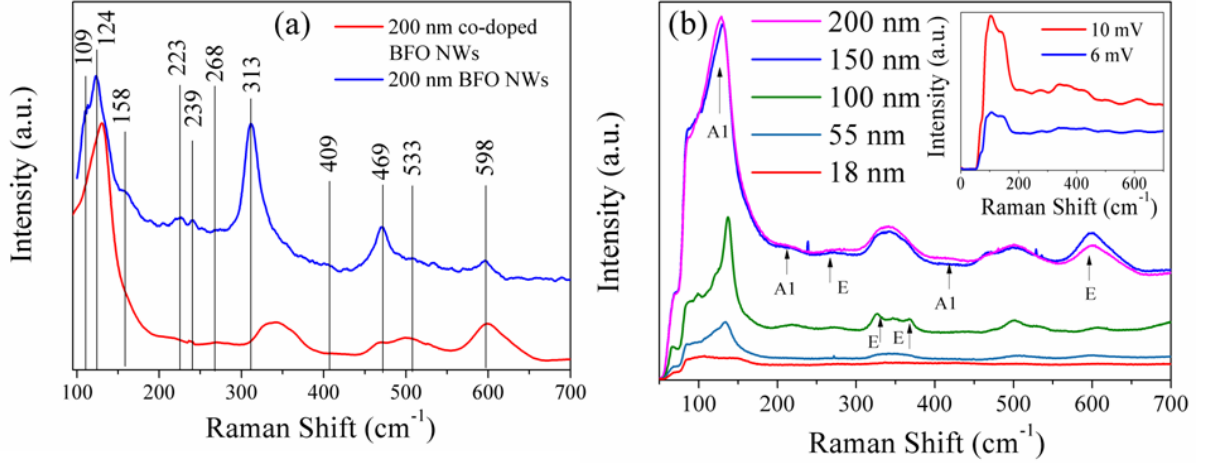 (a)
200 nm co-doped
BFO NWs
200 nm BFO NWs
109
124
158
223
239
268
313
409
469
533
598
Intensity (a.u.)
100 200 300 400 500 600 700
Raman Shift (cm-1)
(b)
200 nm
150 nm
100 nm
55 nm
18 nm
A1
A1
E
A1
E
E
E
Intensity (a.u.)
100 200 300 400 500 600 700
Raman Shift (cm-1)
10 mV
6 mV
Intensity (a.u.)
0 200 400 600
Raman Shift (cm-1)